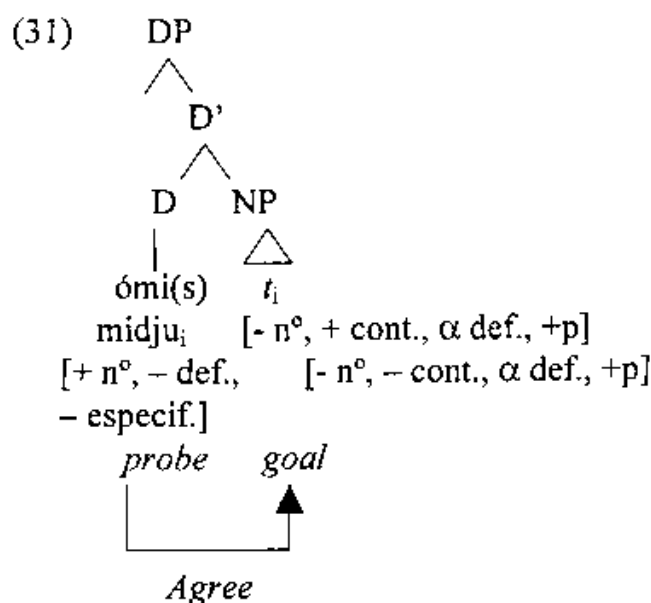 (31) DP
D’
D NP
ómi(s) tᵢ
midjuᵢ [- nº, + cont., α def., +p]
[+ nº, – def., [- nº, – cont., α def., +p]
– especif.]
probe goal
Agree